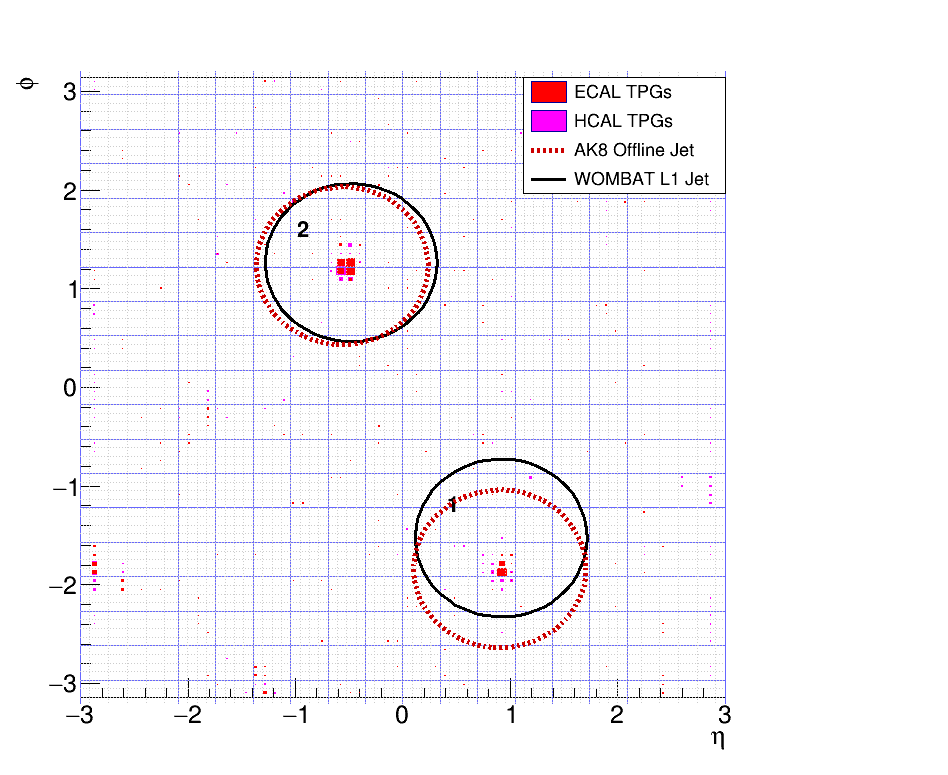 φ
3
2
1
0
−1
−2
−3
ECAL TPGs
HCAL TPGs
AK8 Offline Jet
WOMBAT L1 Jet
2
1
−3 −2 −1 0 1 2 3
η